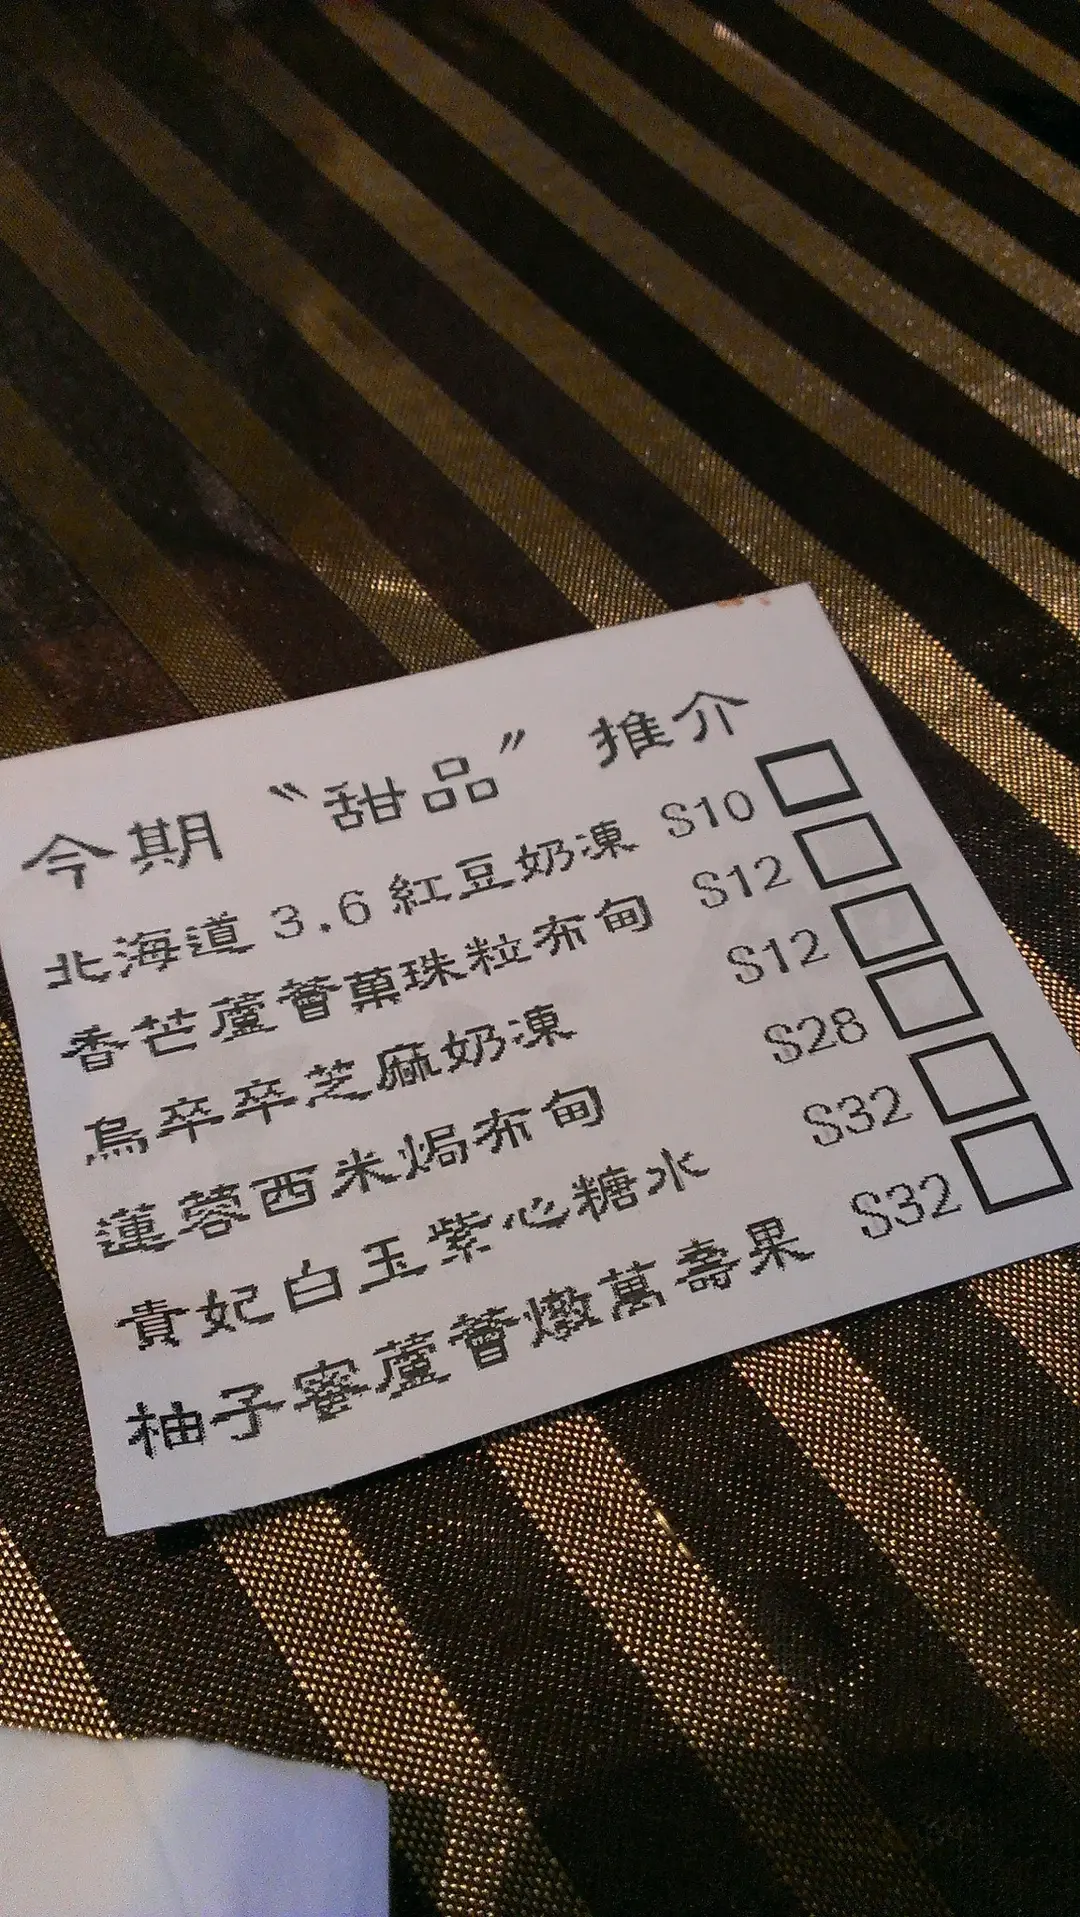 今期〝甜品〞推介
北海道3.6紅豆奶凍 $10
香芒蘆薈菓珠粒布甸 $12
烏卒卒芝麻奶凍 $12
蓮蓉西米焗布甸 $28
貴妃白玉紫心糖水 $32
柚子蜜蘆薈燉萬壽果 $32